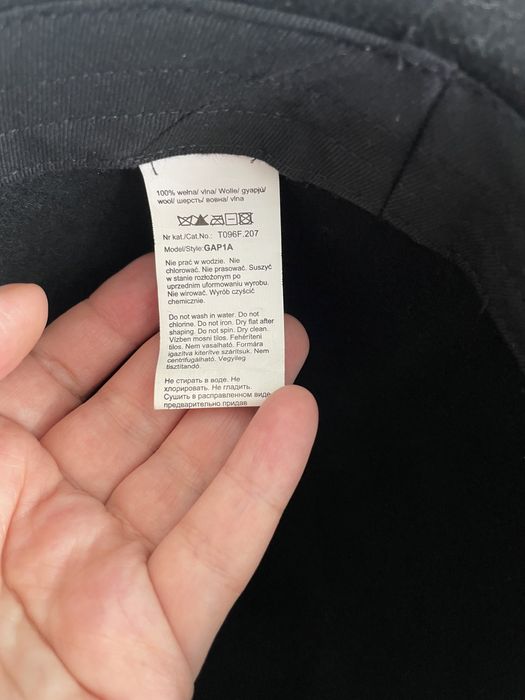 100% wełna/ vlna/ Wolle/ gyapjú/
wool/ шерсть/ вовна/ vlna
Nr kat./Cat.No.: T096F.207
Model/Style: GAP1A
Nie prać w wodzie. Nie
chlorować. Nie prasować. Suszyć
w stanie rozłożonym po
uprzednim uformowaniu wyrobu.
Nie wirować. Wyrób czyścić
chemicznie.
Do not wash in water. Do not
chlorine. Do not iron. Dry flat after
shaping. Do not spin. Dry clean.
Vízben mosni tilos. Fehéríteni
tilos. Nem vasalható. Formára
igazítva kiterítve szárítsuk. Nem
centrifugálható. Vegyileg
tisztítandó.
Не стирать в воде. Не
хлорировать. Не гладить.
Сушить в расправленном виде,
предварительно придав